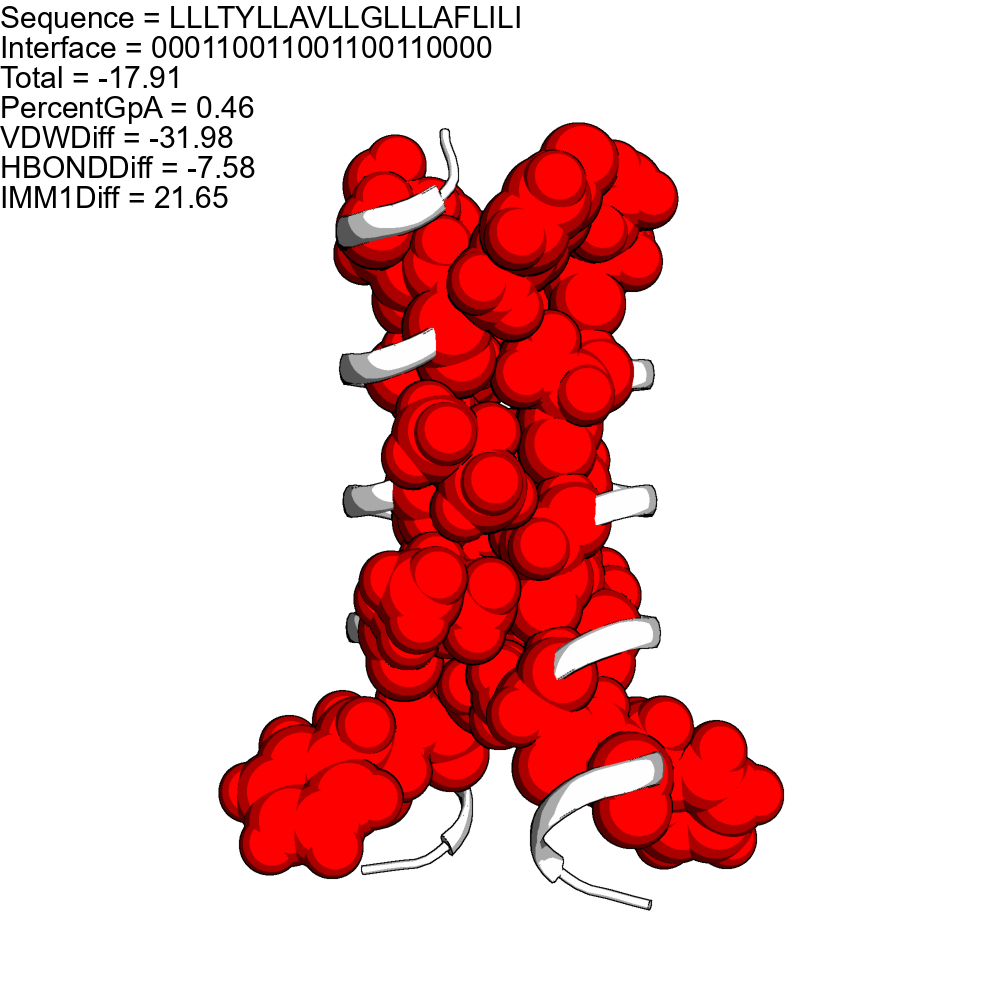 Sequence = LLLTYLLAVLLGLLLAFLILI
Interface = 000110011001100110000
Total = -17.91
PercentGpA = 0.46
VDWDiff = -31.98
HBONDDiff = -7.58
IMM1Diff = 21.65